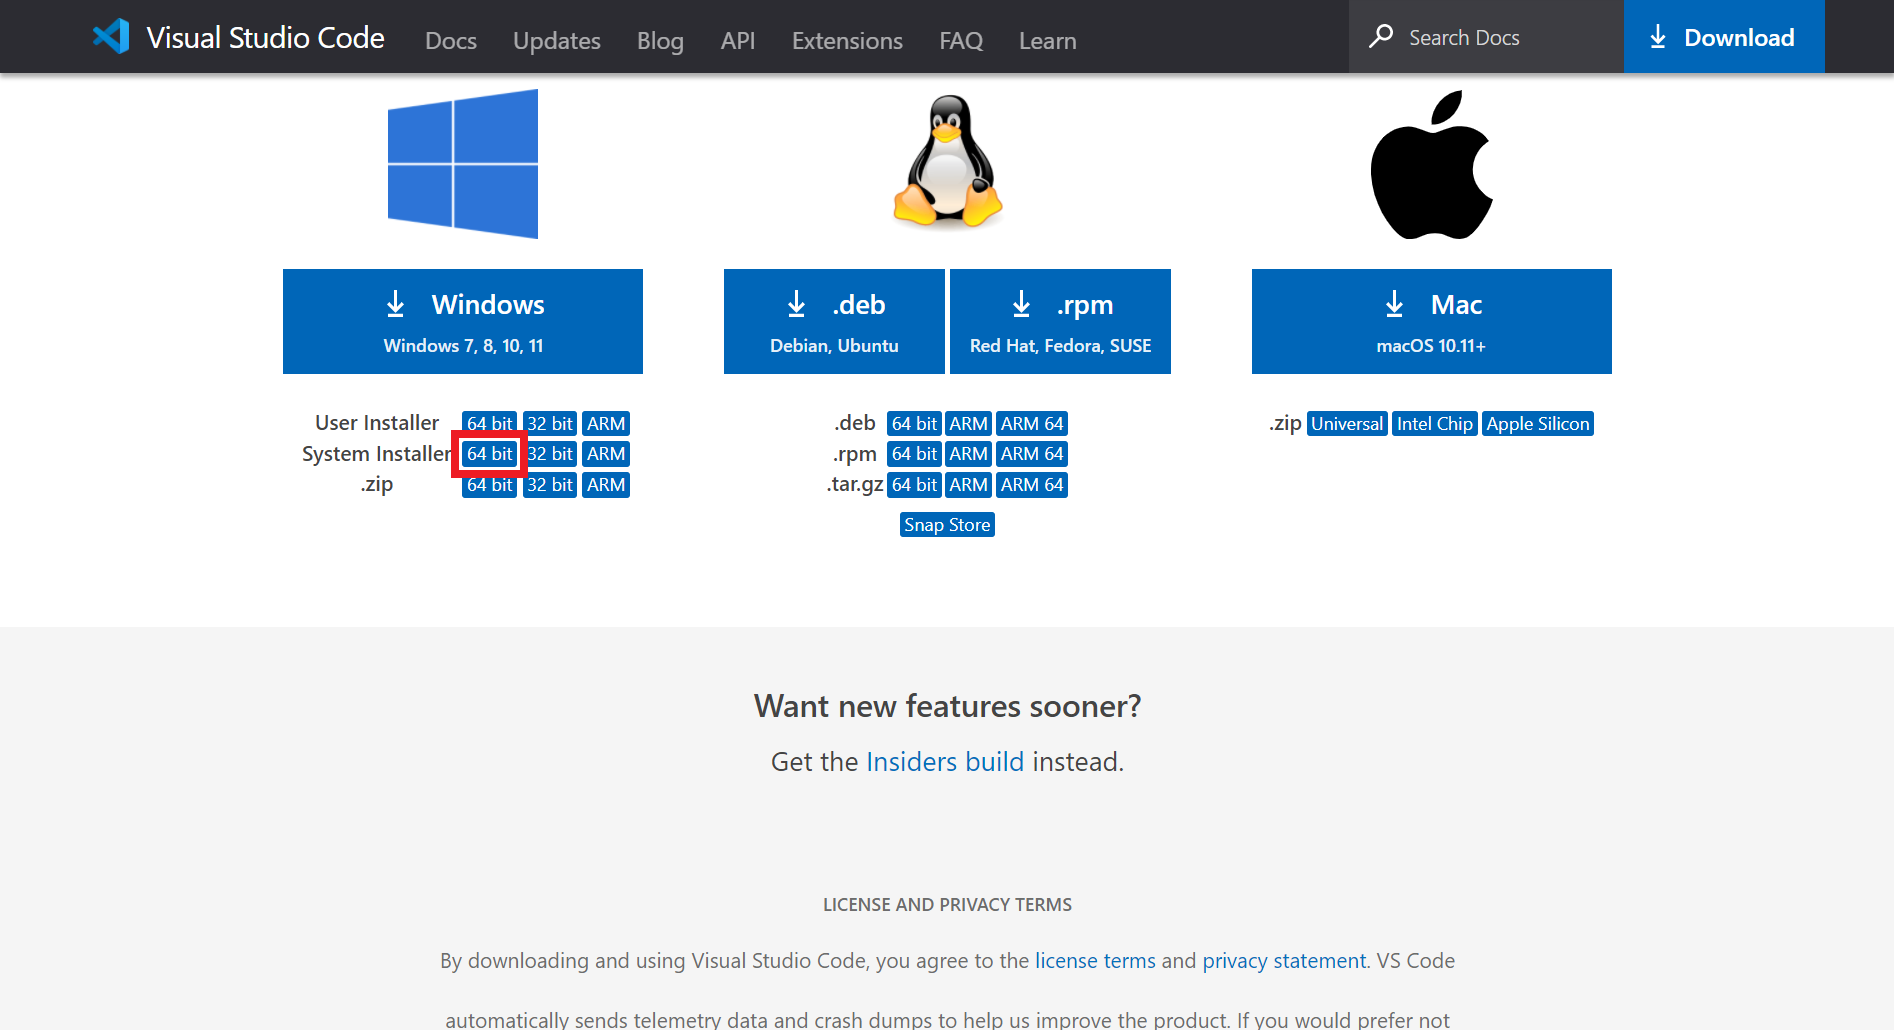 Visual Studio Code Docs Updates Blog API Extensions FAQ Learn Search Docs Download
Windows
Windows 7, 8, 10, 11
User Installer 64 bit 32 bit ARM
System Installer 64 bit 32 bit ARM
.zip 64 bit 32 bit ARM
.deb
Debian, Ubuntu
.rpm
Red Hat, Fedora, SUSE
.deb 64 bit ARM ARM 64
.rpm 64 bit ARM ARM 64
.tar.gz 64 bit ARM ARM 64
Snap Store
Mac
macOS 10.11+
.zip Universal Intel Chip Apple Silicon
Want new features sooner?
Get the Insiders build instead.
LICENSE AND PRIVACY TERMS
By downloading and using Visual Studio Code, you agree to the license terms and privacy statement. VS Code
automatically sends telemetry data and crash dumps to help us improve the product. If you would prefer not